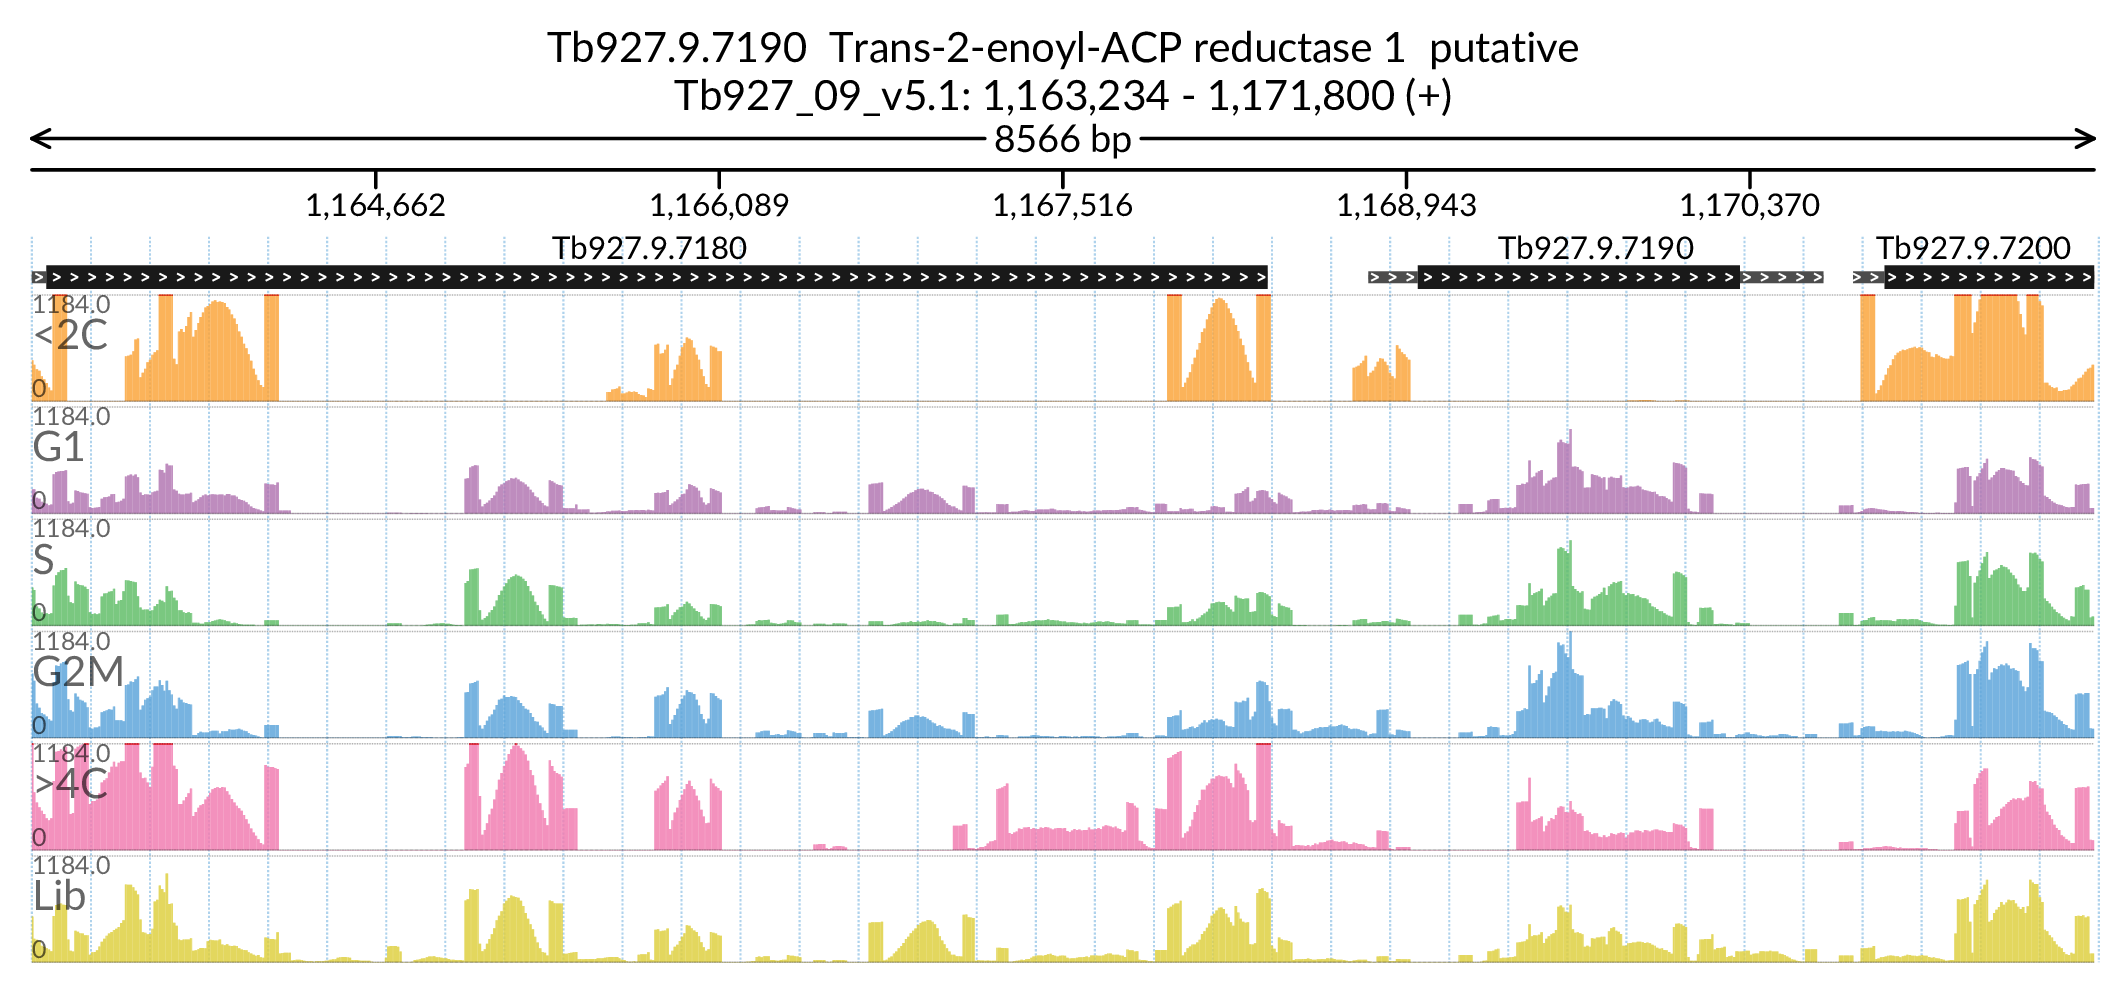 Tb927.9.7190  Trans-2-enoyl-ACP reductase 1  putative
Tb927_09_v5.1: 1,163,234 - 1,171,800 (+)
8566 bp
1,164,662 1,166,089 1,167,516 1,168,943 1,170,370
Tb927.9.7180 Tb927.9.7190 Tb927.9.7200
1184.0
<2C
0
1184.0
G1
0
1184.0
S
0
1184.0
G2M
0
1184.0
>4C
0
1184.0
Lib
0